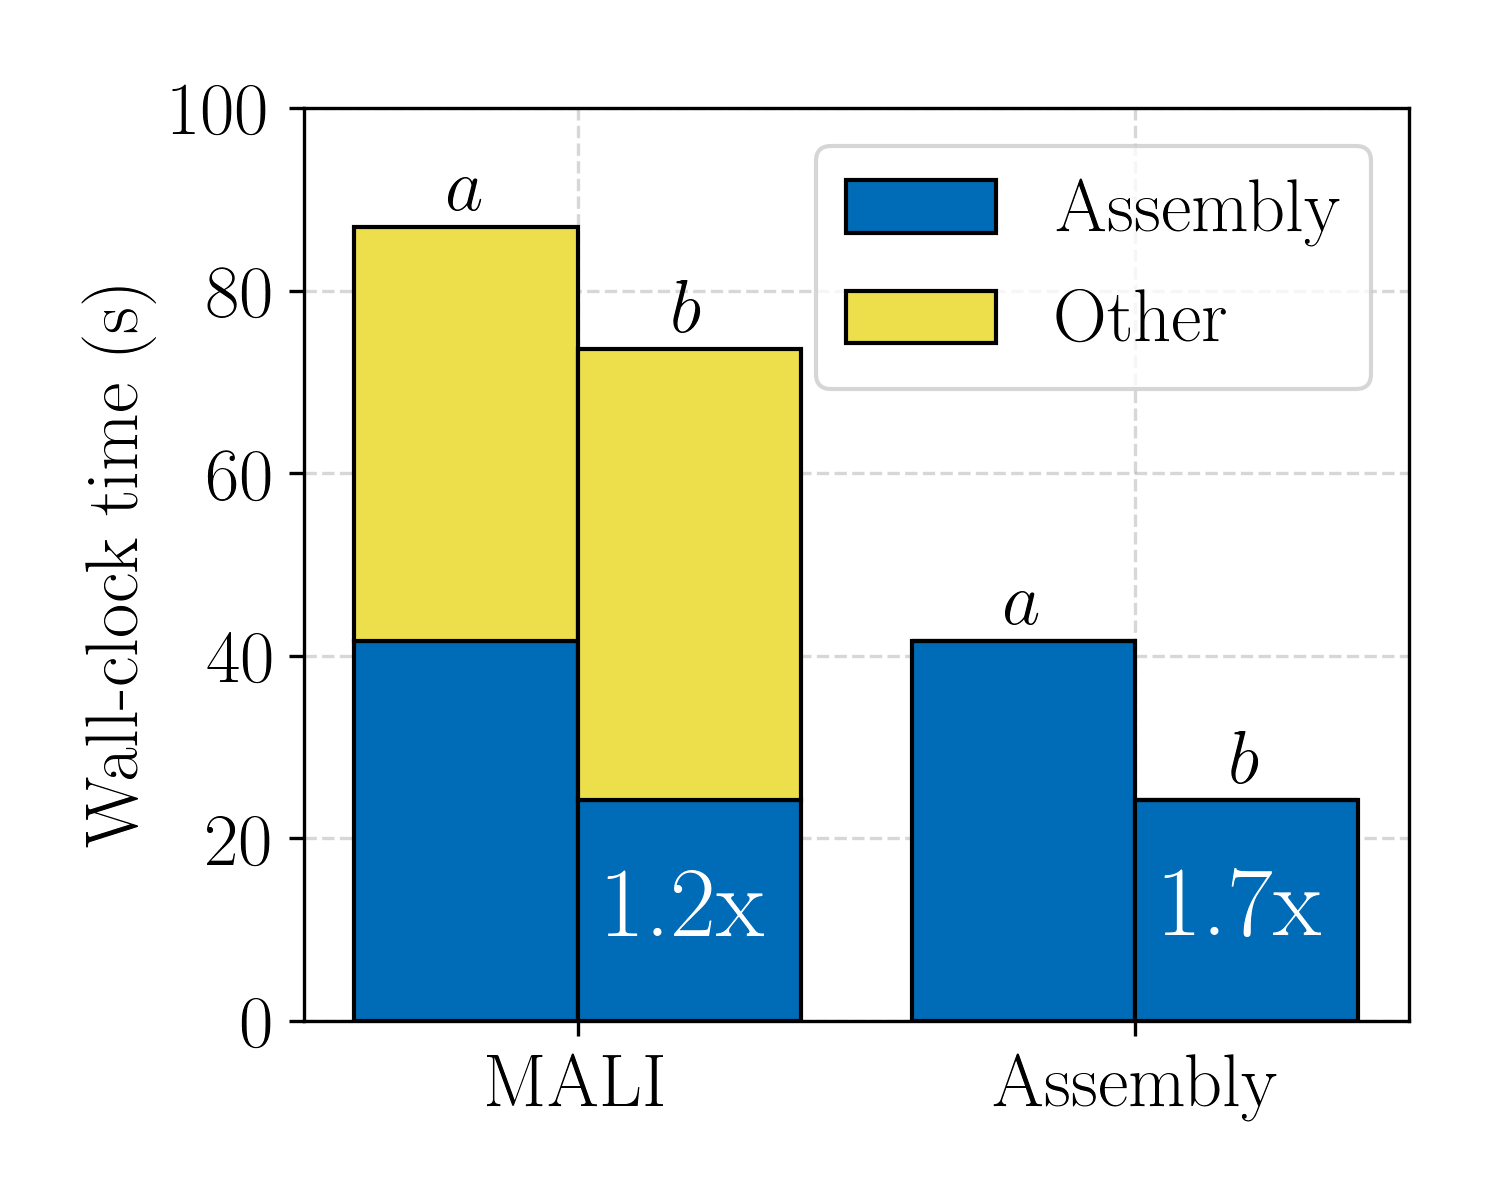 Wall-clock time (s)
100
80
60
40
20
0
a
b
1.2x
a
b
1.7x
Assembly
Other
MALI
Assembly